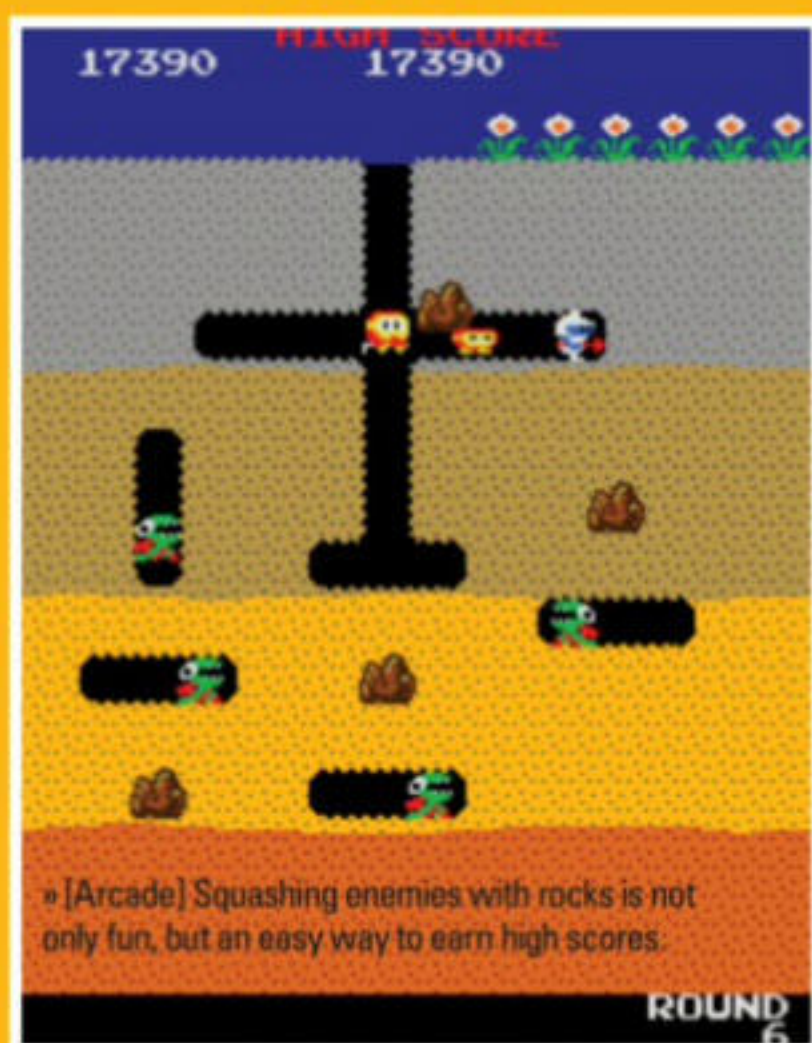 HIGH SCORE
17390 17390
» [Arcade] Squashing enemies with rocks is not
only fun, but an easy way to earn high scores.
ROUND
6